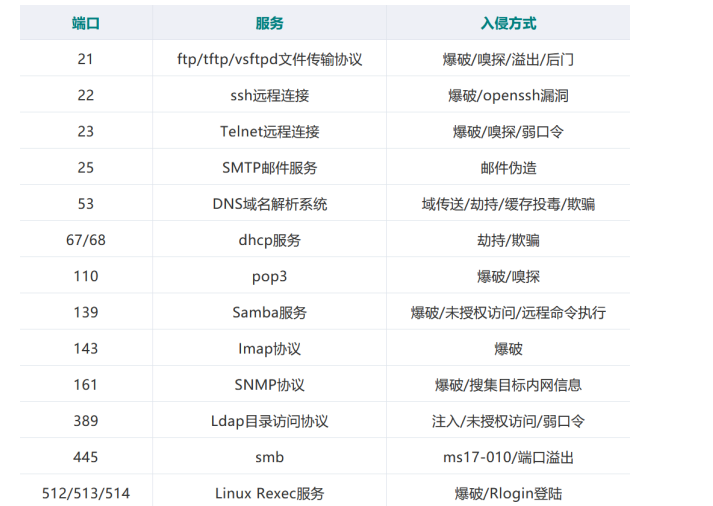 端口 服务 入侵方式
21 ftp/tftp/vsftpd文件传输协议 爆破/嗅探/溢出/后门
22 ssh远程连接 爆破/openssh漏洞
23 Telnet远程连接 爆破/嗅探/弱口令
25 SMTP邮件服务 邮件伪造
53 DNS域名解析系统 域传送/劫持/缓存投毒/欺骗
67/68 dhcp服务 劫持/欺骗
110 pop3 爆破/嗅探
139 Samba服务 爆破/未授权访问/远程命令执行
143 Imap协议 爆破
161 SNMP协议 爆破/搜集目标内网信息
389 Ldap目录访问协议 注入/未授权访问/弱口令
445 smb ms17-010/端口溢出
512/513/514 Linux Rexec服务 爆破/Rlogin登陆